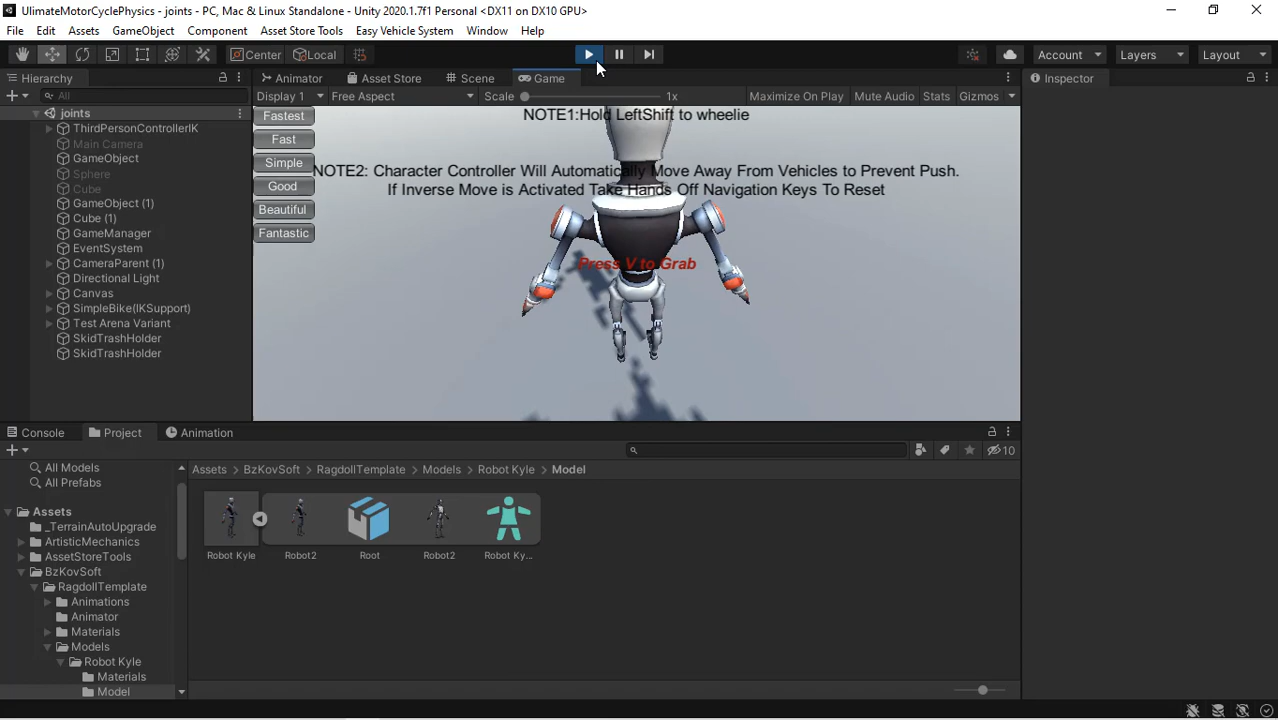 UlimateMotorCyclePhysics - joints - PC, Mac & Linux Standalone - Unity 2020.1.7f1 Personal <DX11 on DX10 GPU>
File Edit Assets GameObject Component Asset Store Tools Easy Vehicle System Window Help
Center Local Account Layers Layout
Hierarchy
All
joints
ThirdPersonControllerIK
Main Camera
GameObject
Sphere
Cube
GameObject (1)
Cube (1)
GameManager
EventSystem
CameraParent (1)
Directional Light
Canvas
SimpleBike(IKSupport)
Test Arena Variant
SkidTrashHolder
SkidTrashHolder
Animator Asset Store Scene Game
Display 1 Free Aspect Scale 1x Maximize On Play Mute Audio Stats Gizmos
Fastest
Fast
Simple
Good
Beautiful
Fantastic
NOTE1:Hold LeftShift to wheelie
NOTE2: Character Controller Will Automatically Move Away From Vehicles to Prevent Push.
If Inverse Move is Activated Take Hands Off Navigation Keys To Reset
Press V to Grab
Inspector
Console Project Animation
10
All Models
All Prefabs
Assets
_TerrainAutoUpgrade
ArtisticMechanics
AssetStoreTools
BzKovSoft
RagdollTemplate
Animations
Animator
Materials
Models
Robot Kyle
Materials
Model
Assets BzKovSoft RagdollTemplate Models Robot Kyle Model
Robot Kyle Robot2 Root Robot2 Robot Ky...